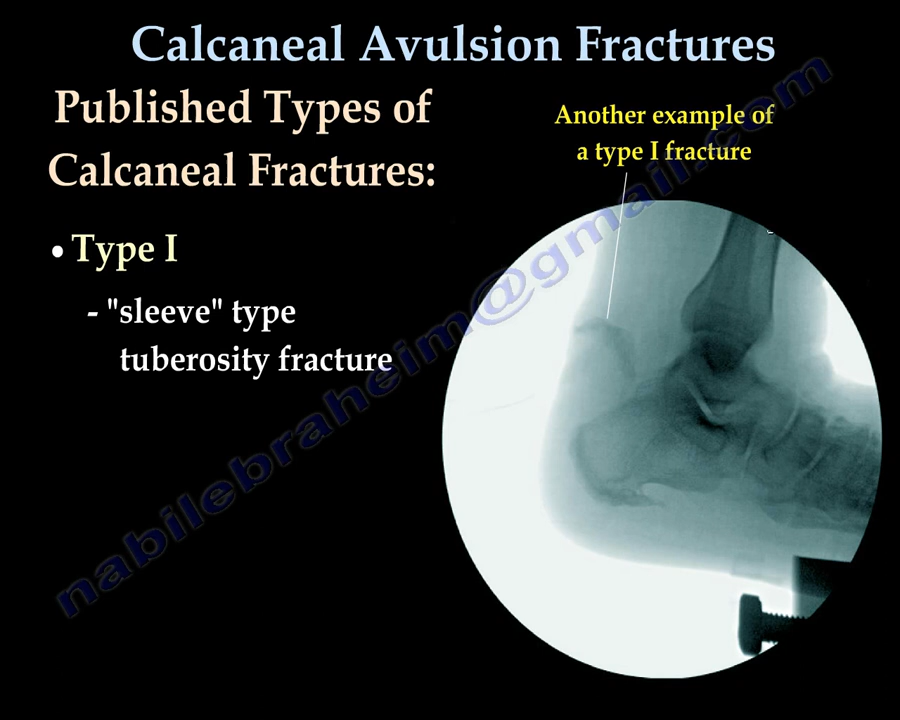 Calcaneal Avulsion Fractures
Published Types of
Calcaneal Fractures:
• Type I
- "sleeve" type
tuberosity fracture
Another example of
a type I fracture
nabilebraheim@gmail.com